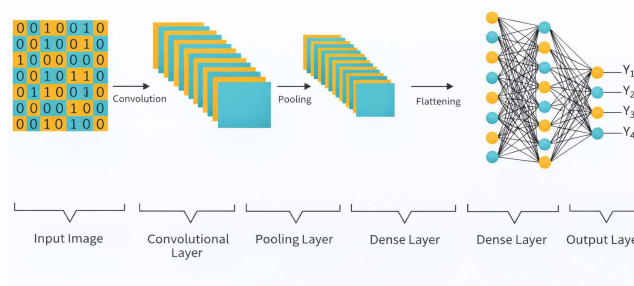 0 0 1 0 0 1 0
0 0 1 0 0 1 0
1 0 0 0 0 0 0
0 0 1 0 1 1 0
0 1 1 0 0 1 0
0 0 0 0 1 0 0
0 0 1 0 1 0 0
Convolution
Pooling
Flattening
Y1
Y2
Y3
Y4
Input Image
Convolutional
Layer
Pooling Layer
Dense Layer
Dense Layer
Output Laye